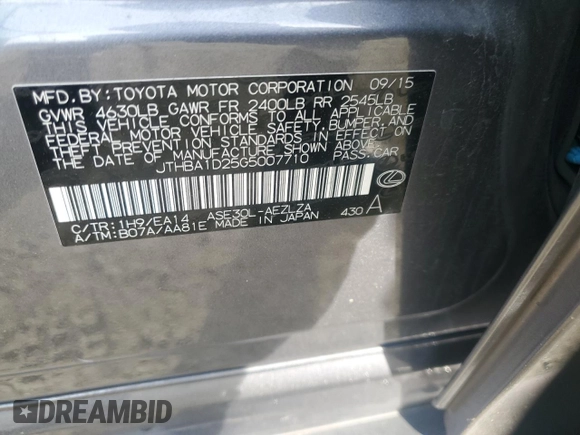 MFD. BY: TOYOTA MOTOR CORPORATION 09/15
GVWR 4630LB GAWR FR 2400LB RR 2545LB
THIS VEHICLE CONFORMS TO ALL APPLICABLE
FEDERAL MOTOR VEHICLE SAFETY, BUMPER, AND
THEFT PREVENTION STANDARDS IN EFFECT ON
THE DATE OF MANUFACTURE SHOWN ABOVE.
JTHBA1D25G5007710 PASS. CAR
C/TR: 1H9/EA14 ASE30L-AEZLZA
A/TM: B07A/AA81E MADE IN JAPAN 430 A
DREAMBID